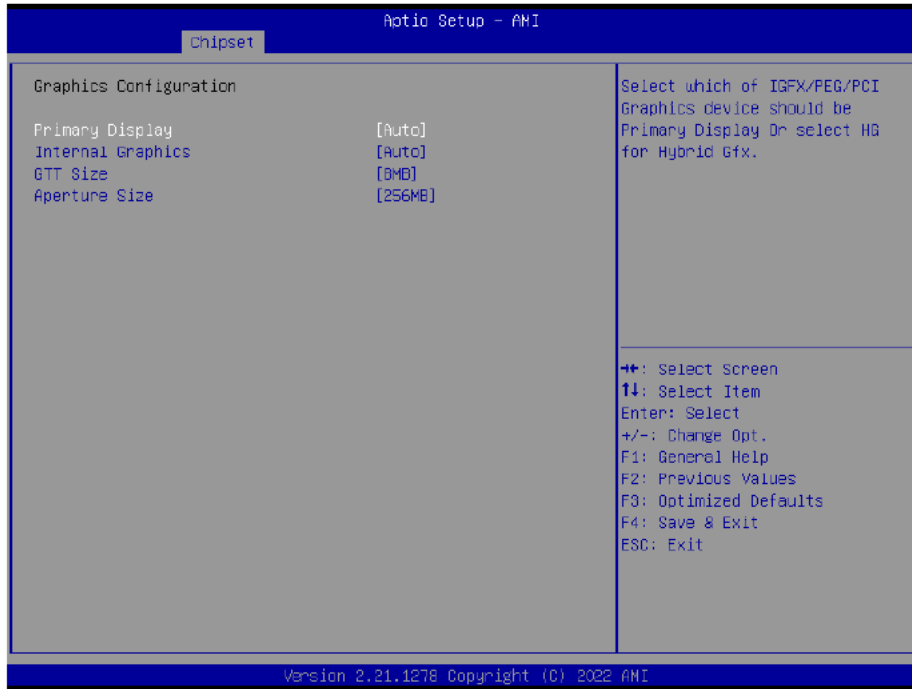 Aptio Setup - AMI
Chipset
Graphics Configuration
Primary Display [Auto]
Internal Graphics [Auto]
GTT Size [8MB]
Aperture Size [256MB]
Select which of IGFX/PEG/PCI
Graphics device should be
Primary Display Or select HG
for Hybrid Gfx.
→←: Select Screen
↑↓: Select Item
Enter: Select
+/-: Change Opt.
F1: General Help
F2: Previous Values
F3: Optimized Defaults
F4: Save & Exit
ESC: Exit
Version 2.21.1278 Copyright (C) 2022 AMI